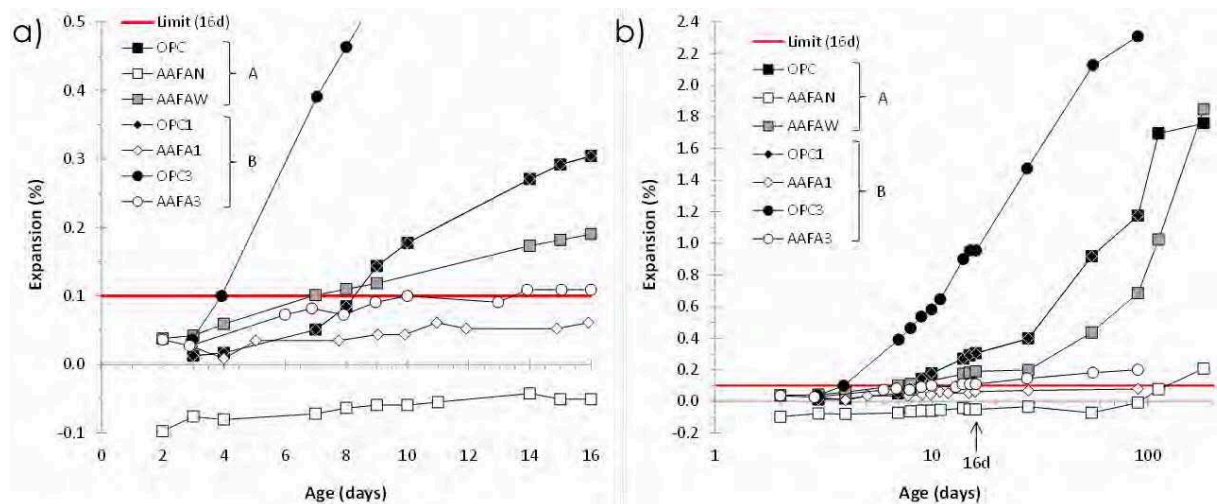 a)
0.5
0.4
0.3
0.2
0.1
0.0
-0.1
Expansion (%)
Limit (16d)
OPC
AAFAN
AAFAW
A
OPC1
AAFA1
OPC3
AAFA3
B
0 2 4 6 8 10 12 14 16
Age (days)
b)
2.4
2.2
2.0
1.8
1.6
1.4
1.2
1.0
0.8
0.6
0.4
0.2
0.0
-0.2
Expansion (%)
Limit (16d)
OPC
AAFAN
AAFAW
A
OPC1
AAFA1
OPC3
AAFA3
B
1 10 100
16d
Age (days)